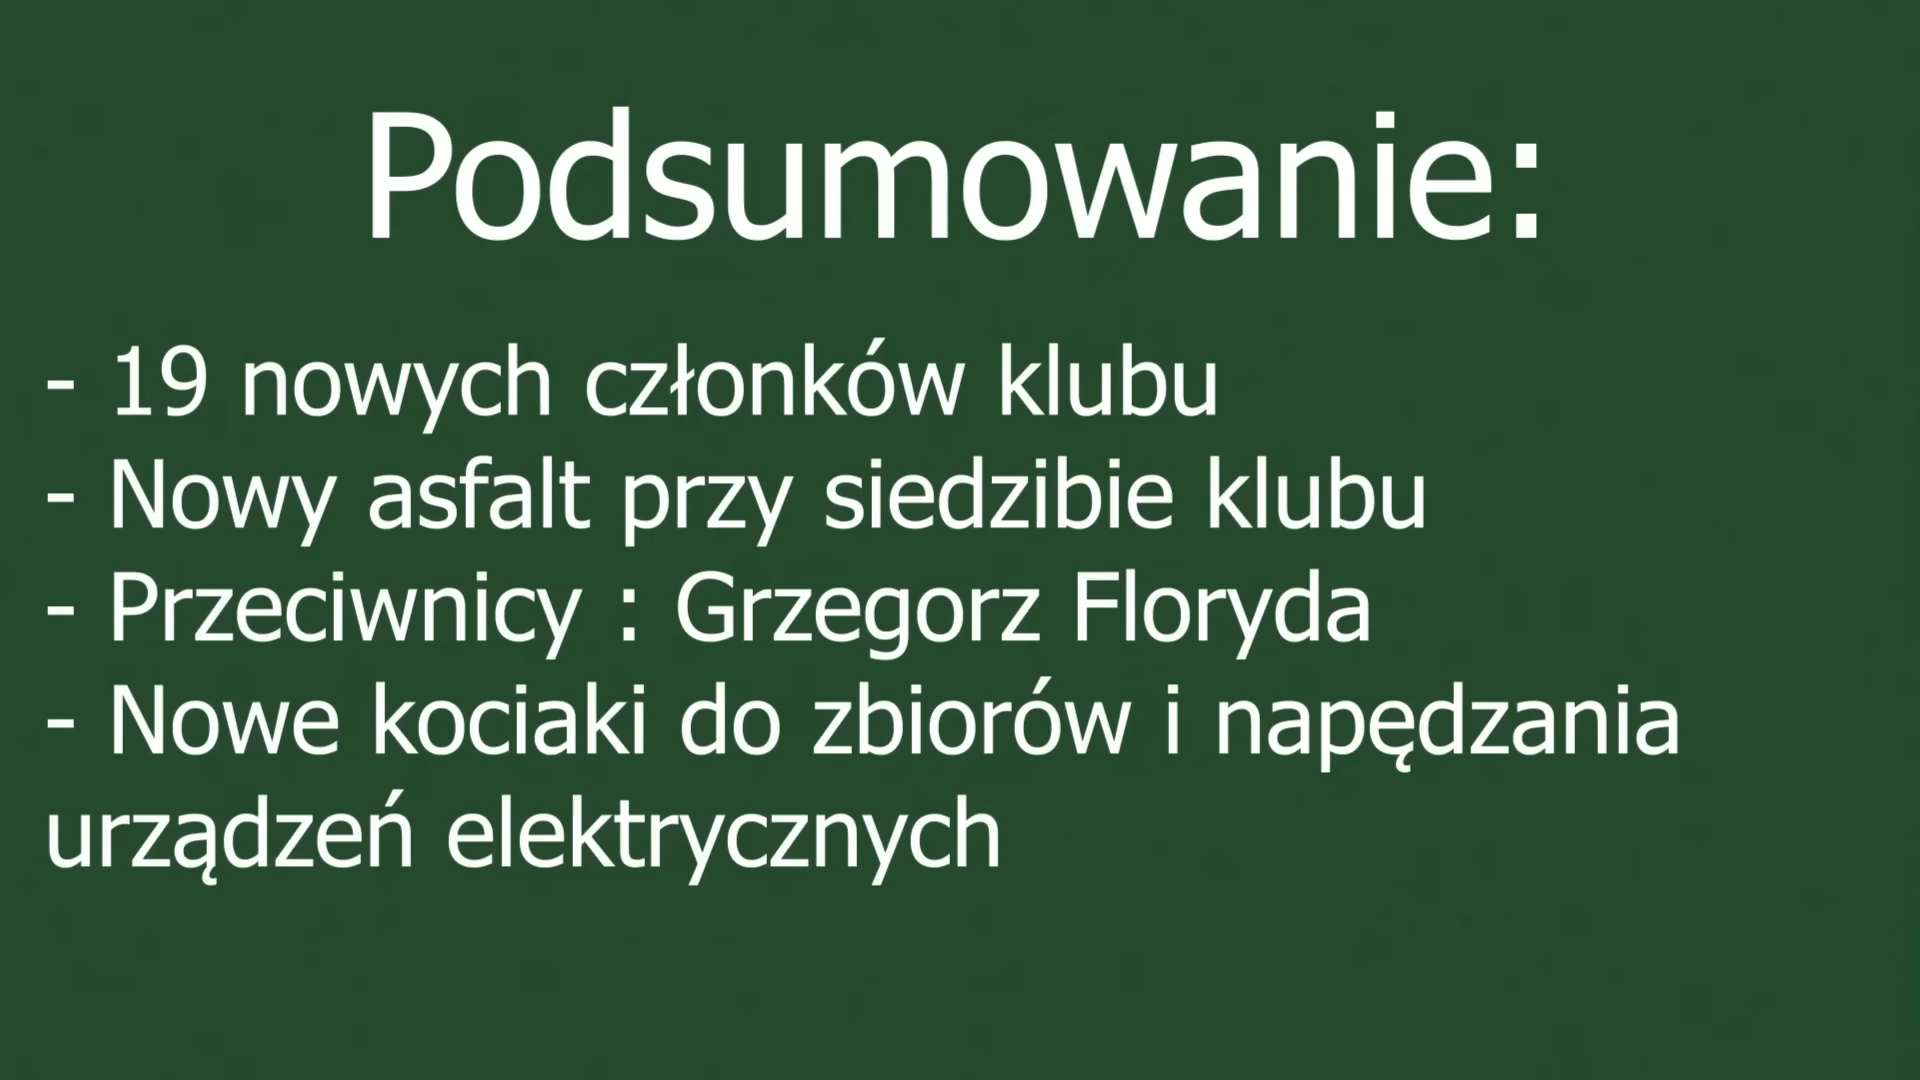 Podsumowanie:
- 19 nowych członków klubu
- Nowy asfalt przy siedzibie klubu
- Przeciwnicy : Grzegorz Floryda
- Nowe kociaki do zbiorów i napędzania
urządzeń elektrycznych